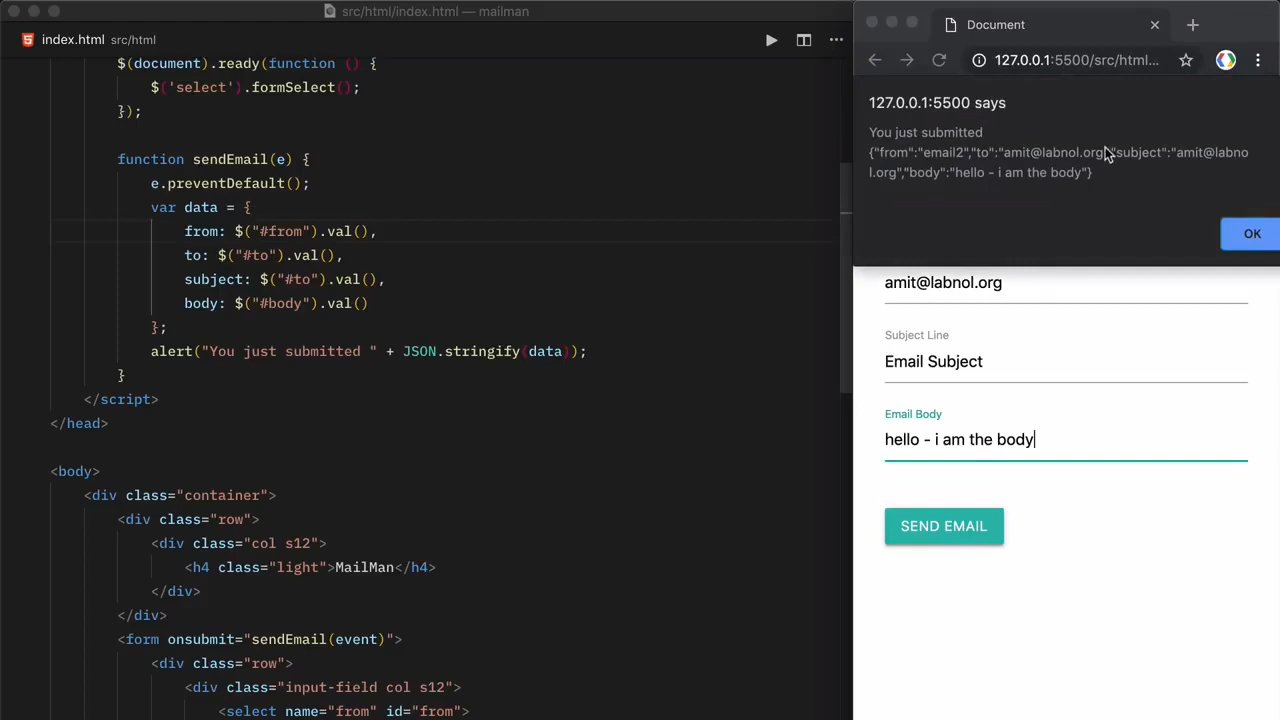 src/html/index.html — mailman
index.html src/html
$(document).ready(function () {
$('select').formSelect();
});
function sendEmail(e) {
e.preventDefault();
var data = {
from: $("#from").val(),
to: $("#to").val(),
subject: $("#to").val(),
body: $("#body").val()
};
alert("You just submitted " + JSON.stringify(data));
}
</script>
</head>
<body>
<div class="container">
<div class="row">
<div class="col s12">
<h4 class="light">MailMan</h4>
</div>
</div>
<form onsubmit="sendEmail(event)">
<div class="row">
<div class="input-field col s12">
<select name="from" id="from">
Document
127.0.0.1:5500/src/html...
127.0.0.1:5500 says
You just submitted
{"from":"email2","to":"amit@labnol.org","subject":"amit@labno
l.org","body":"hello - i am the body"}
OK
amit@labnol.org
Subject Line
Email Subject
Email Body
hello - i am the body
SEND EMAIL